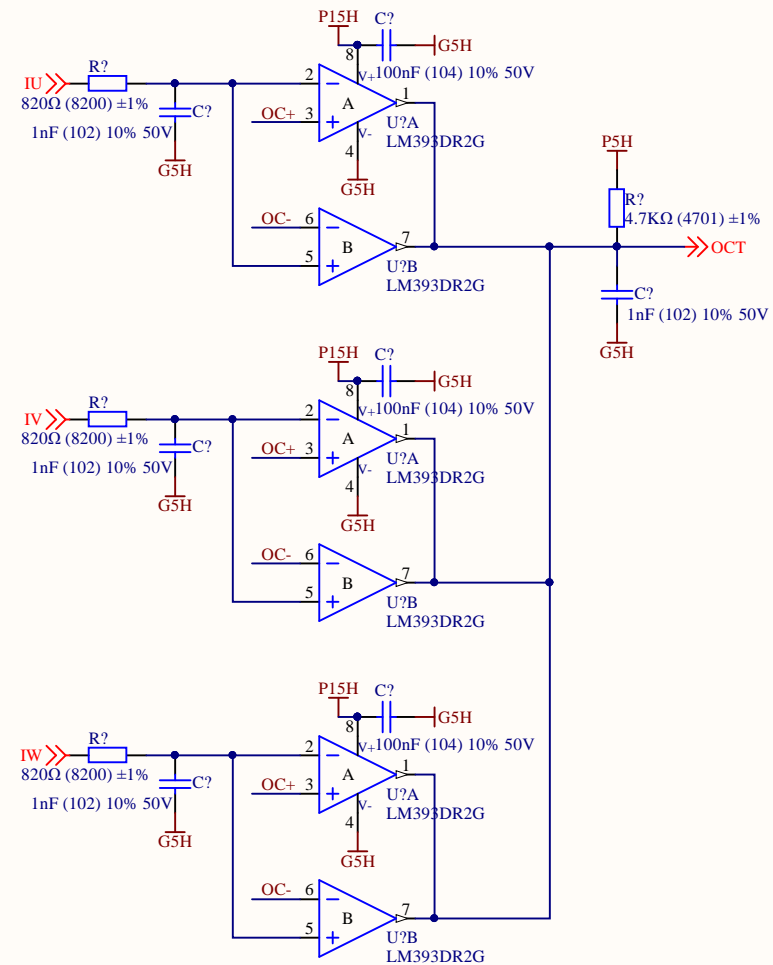 P15H
C?
G5H
8
V+
100nF (104) 10% 50V
IU
R?
820Ω (8200) ±1%
C?
1nF (102) 10% 50V
G5H
2
A
1
OC+
3
V-
4
G5H
U?A
LM393DR2G
OC-
6
B
7
5
U?B
LM393DR2G
P5H
R?
4.7KΩ (4701) ±1%
OCT
C?
1nF (102) 10% 50V
G5H
P15H
C?
G5H
8
V+
100nF (104) 10% 50V
IV
R?
820Ω (8200) ±1%
C?
1nF (102) 10% 50V
G5H
2
A
1
OC+
3
V-
4
G5H
U?A
LM393DR2G
OC-
6
B
7
5
U?B
LM393DR2G
P15H
C?
G5H
8
V+
100nF (104) 10% 50V
IW
R?
820Ω (8200) ±1%
C?
1nF (102) 10% 50V
G5H
2
A
1
OC+
3
V-
4
G5H
U?A
LM393DR2G
OC-
6
B
7
5
U?B
LM393DR2G